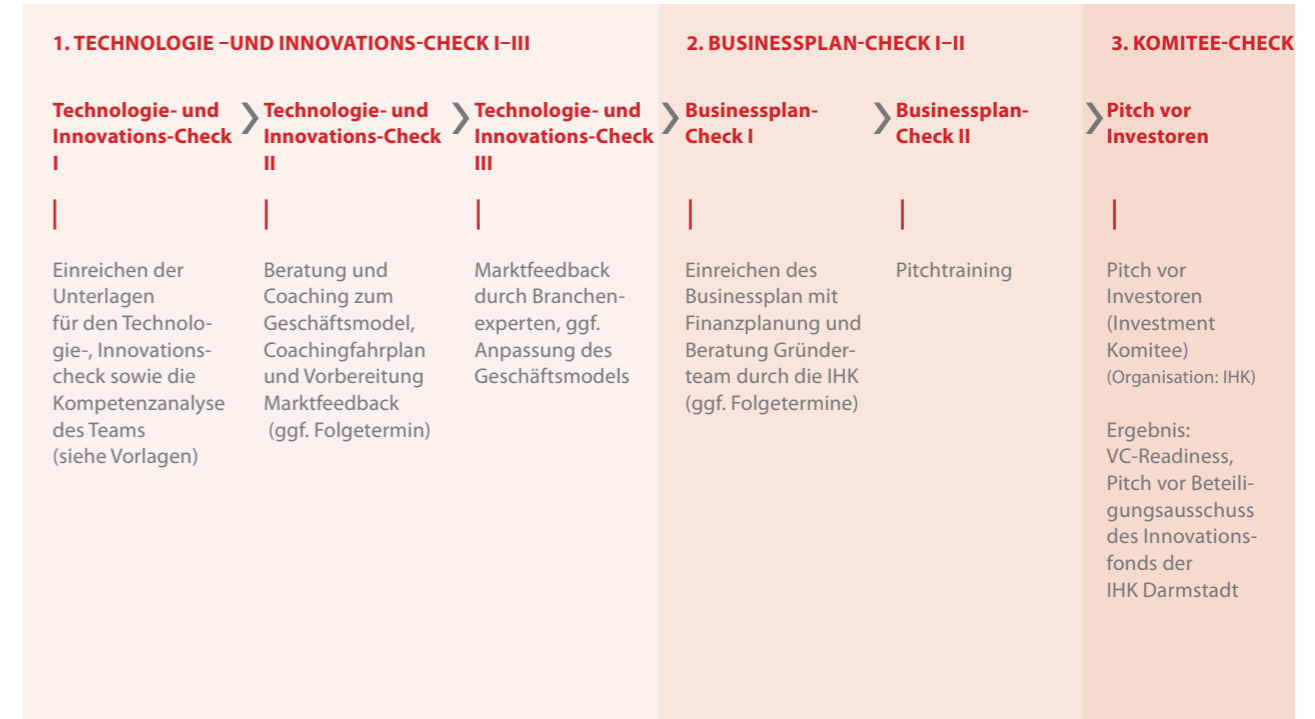 1. TECHNOLOGIE –UND INNOVATIONS-CHECK I–III
Technologie- und
Innovations-Check
I
Einreichen der
Unterlagen
für den Technolo-
gie-, Innovations-
check sowie die
Kompetenzanalyse
des Teams
(siehe Vorlagen)
Technologie- und
Innovations-Check
II
Beratung und
Coaching zum
Geschäftsmodel,
Coachingfahrplan
und Vorbereitung
Marktfeedback
(ggf. Folgetermin)
Technologie- und
Innovations-Check
III
Marktfeedback
durch Branchen-
experten, ggf.
Anpassung des
Geschäftsmodels
2. BUSINESSPLAN-CHECK I–II
Businessplan-
Check I
Einreichen des
Businessplan mit
Finanzplanung und
Beratung Gründer-
team durch die IHK
(ggf. Folgetermine)
Businessplan-
Check II
Pitchtraining
3. KOMITEE-CHECK
Pitch vor
Investoren
Pitch vor
Investoren
(Investment
Komitee)
(Organisation: IHK)
Ergebnis:
VC-Readiness,
Pitch vor Beteili-
gungsausschuss
des Innovations-
fonds der
IHK Darmstadt